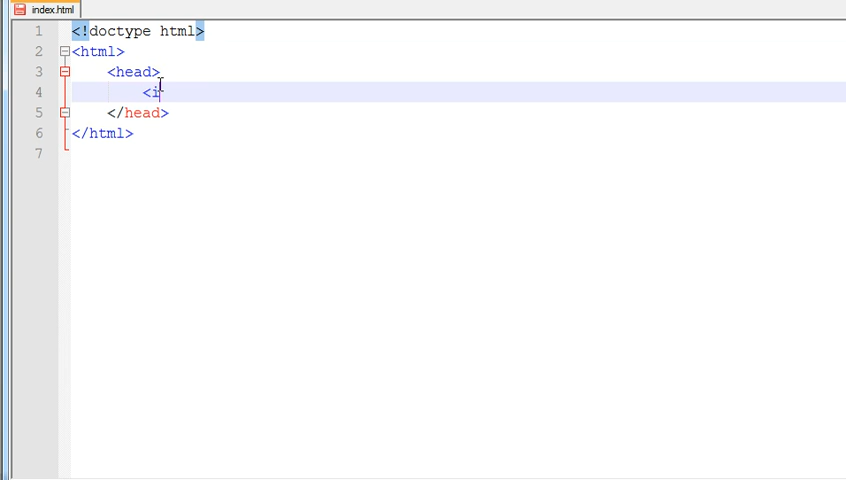 index.html
1 <!doctype html>
2 <html>
3 <head>
4 <i
5 </head>
6 </html>
7